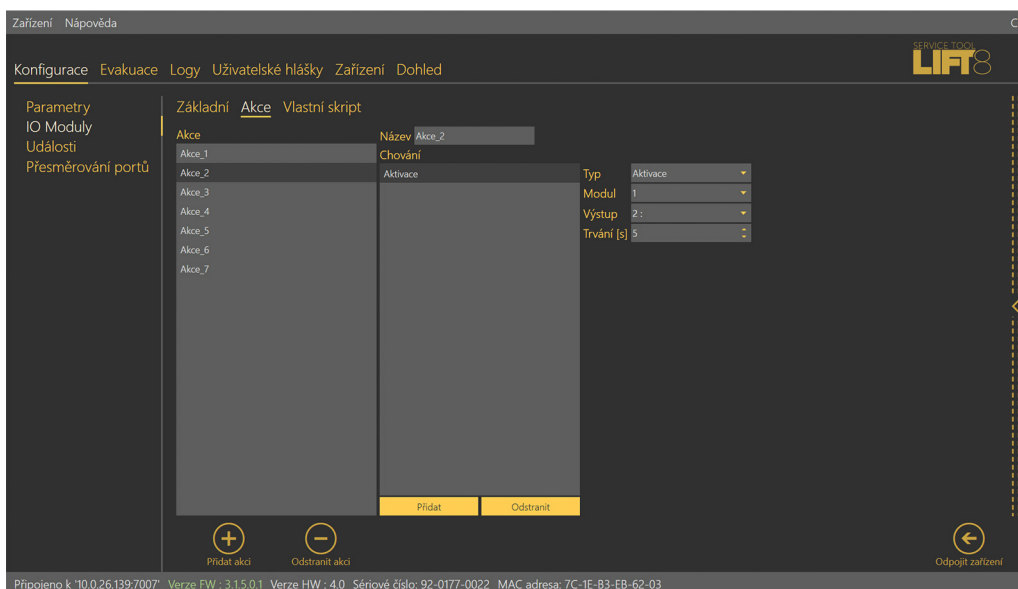 Zařízení Nápověda
SERVICE TOOL
LIFT8
Konfigurace Evakuace Logy Uživatelské hlášky Zařízení Dohled
Parametry
IO Moduly
Události
Přesměrování portů
Základní Akce Vlastní skript
Akce
Akce_1
Akce_2
Akce_3
Akce_4
Akce_5
Akce_6
Akce_7
Název Akce_2
Chování
Aktivace
Typ Aktivace
Modul 1
Výstup 2 :
Trvání [s] 5
Přidat Odstranit
Přidat akci Odstranit akci
Odpojit zařízení
Připojeno k '10.0.26.139:7007' Verze FW : 3.1.5.0.1 Verze HW : 4.0 Sériové číslo: 92-0177-0022 MAC adresa: 7C-1E-B3-EB-62-03